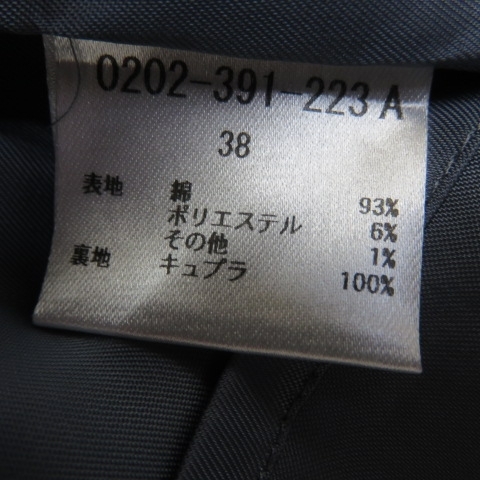 0202-391-223 A
38
表地 綿 93%
ポリエステル 6%
その他 1%
裏地 キュプラ 100%